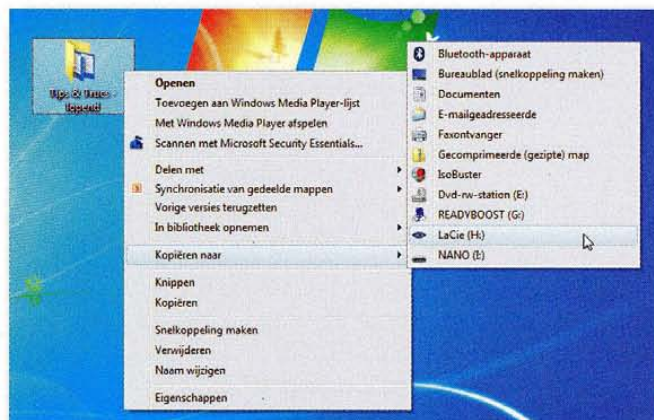 Tips & Trucs -
lopend!
Openen
Toevoegen aan Windows Media Player-lijst
Met Windows Media Player afspelen
Scannen met Microsoft Security Essentials...
Delen met
Synchronisatie van gedeelde mappen
Vorige versies terugzetten
In bibliotheek opnemen
Kopiëren naar
Knippen
Kopiëren
Snelkoppeling maken
Verwijderen
Naam wijzigen
Eigenschappen
Bluetooth-apparaat
Bureaublad (snelkoppeling maken)
Documenten
E-mailgeadresseerde
Faxontvanger
Gecomprimeerde (gezipte) map
IsoBuster
Dvd-rw-station (E:)
READYBOOST (G:)
LaCie (H:)
NANO (I:)